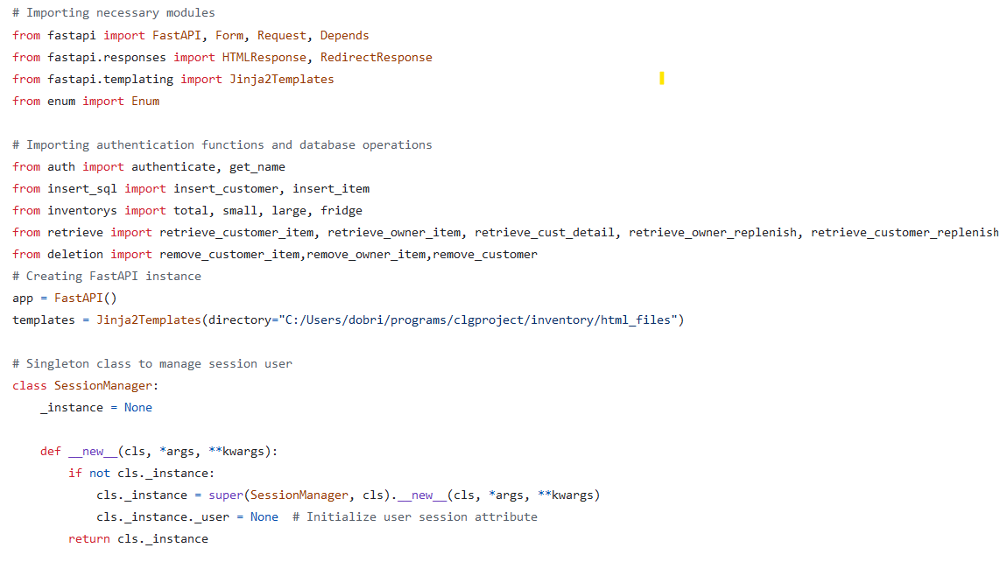 # Importing necessary modules
from fastapi import FastAPI, Form, Request, Depends
from fastapi.responses import HTMLResponse, RedirectResponse
from fastapi.templating import Jinja2Templates
from enum import Enum
# Importing authentication functions and database operations
from auth import authenticate, get_name
from insert_sql import insert_customer, insert_item
from inventorys import total, small, large, fridge
from retrieve import retrieve_customer_item, retrieve_owner_item, retrieve_cust_detail, retrieve_owner_replenish, retrieve_customer_replenish
from deletion import remove_customer_item,remove_owner_item,remove_customer
# Creating FastAPI instance
app = FastAPI()
templates = Jinja2Templates(directory="C:/Users/dobri/programs/clgproject/inventory/html_files")
# Singleton class to manage session user
class SessionManager:
    _instance = None
    def __new__(cls, *args, **kwargs):
        if not cls._instance:
            cls._instance = super(SessionManager, cls).__new__(cls, *args, **kwargs)
            cls._instance._user = None  # Initialize user session attribute
        return cls._instance